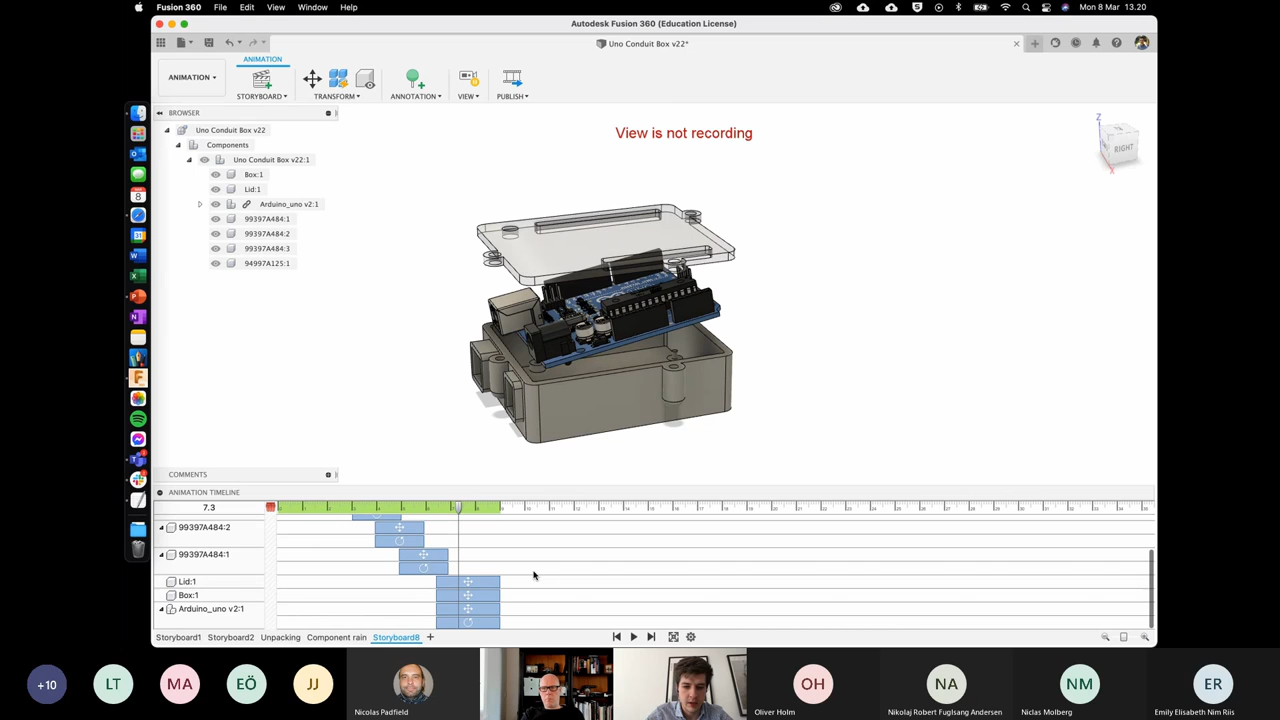 Fusion 360 File Edit View Window Help Mon 8 Mar 13.20
Autodesk Fusion 360 (Education License)
Uno Conduit Box v22*
ANIMATION
ANIMATION
STORYBOARD TRANSFORM ANNOTATION VIEW PUBLISH
BROWSER
Uno Conduit Box v22
Components
Uno Conduit Box v22:1
Box:1
Lid:1
Arduino_uno v2:1
99397A484:1
99397A484:2
99397A484:3
94997A125:1
View is not recording
Z
RIGHT
X
COMMENTS
ANIMATION TIMELINE
7.3
99397A484:2
99397A484:1
Lid:1
Box:1
Arduino_uno v2:1
Storyboard1 Storyboard2 Unpacking Component rain Storyboard8
+10
LT
MA
EÖ
JJ
Nicolas Padfield
OH
Oliver Holm
NA
Nikolaj Robert Fuglsang Andersen
NM
Niclas Molberg
ER
Emily Elisabeth Nim Riis